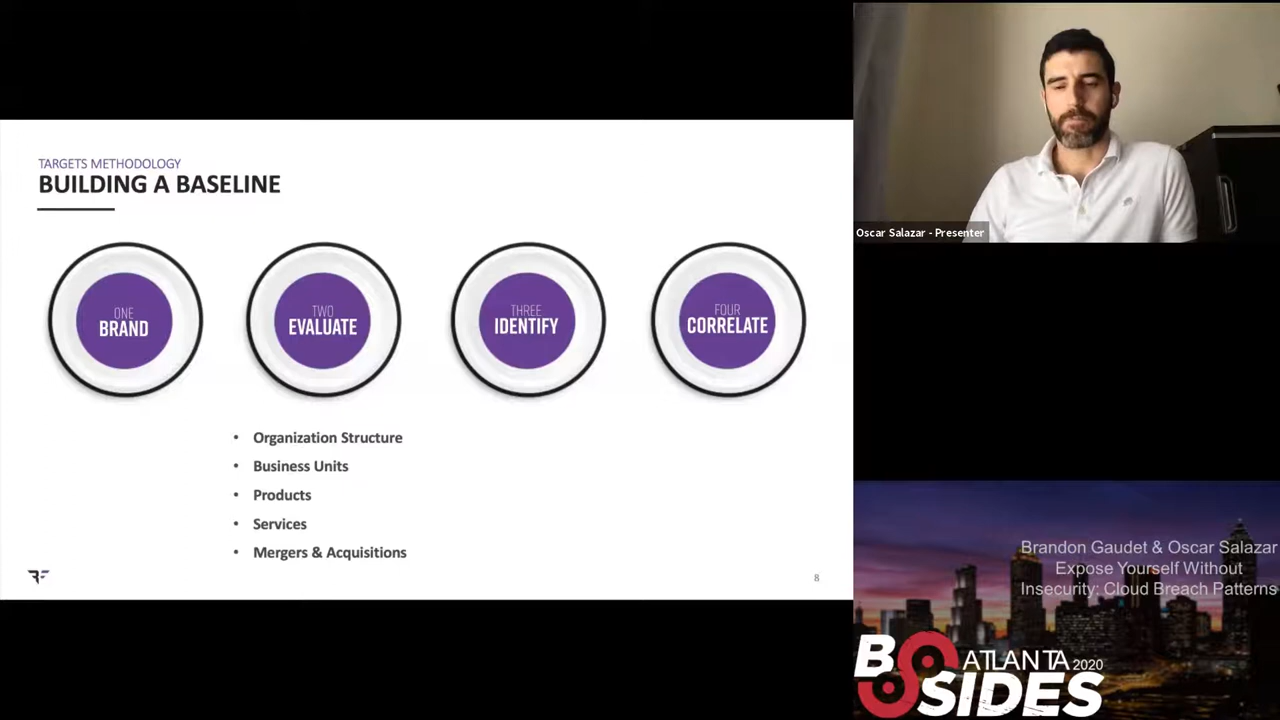 TARGETS METHODOLOGY
BUILDING A BASELINE
ONE
BRAND
TWO
EVALUATE
THREE
IDENTIFY
FOUR
CORRELATE
• Organization Structure
• Business Units
• Products
• Services
• Mergers & Acquisitions
8
Oscar Salazar - Presenter
Brandon Gaudet & Oscar Salazar
Expose Yourself Without
Insecurity: Cloud Breach Patterns
BSIDES ATLANTA 2020